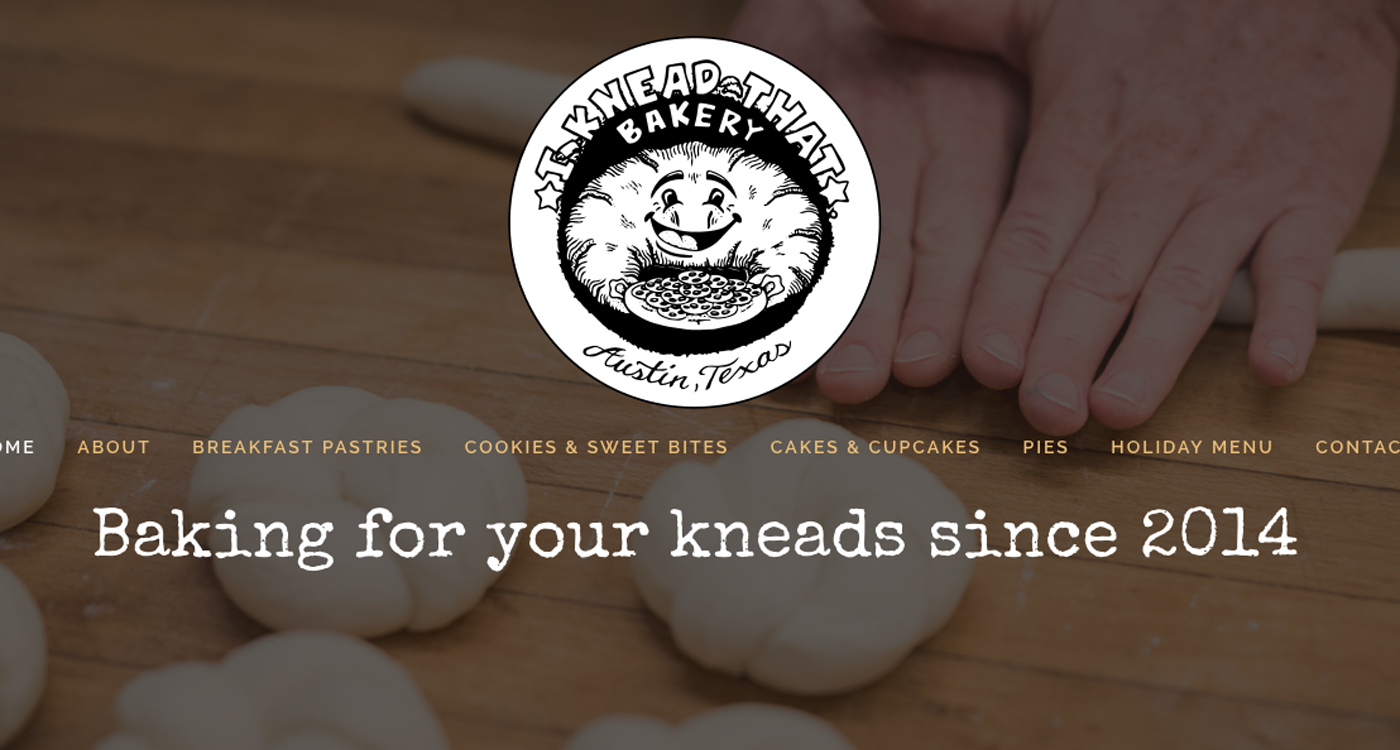 I KNEAD THAT
BAKERY
Austin, Texas
OME ABOUT BREAKFAST PASTRIES COOKIES & SWEET BITES CAKES & CUPCAKES PIES HOLIDAY MENU CONTAC
Baking for your kneads since 2014